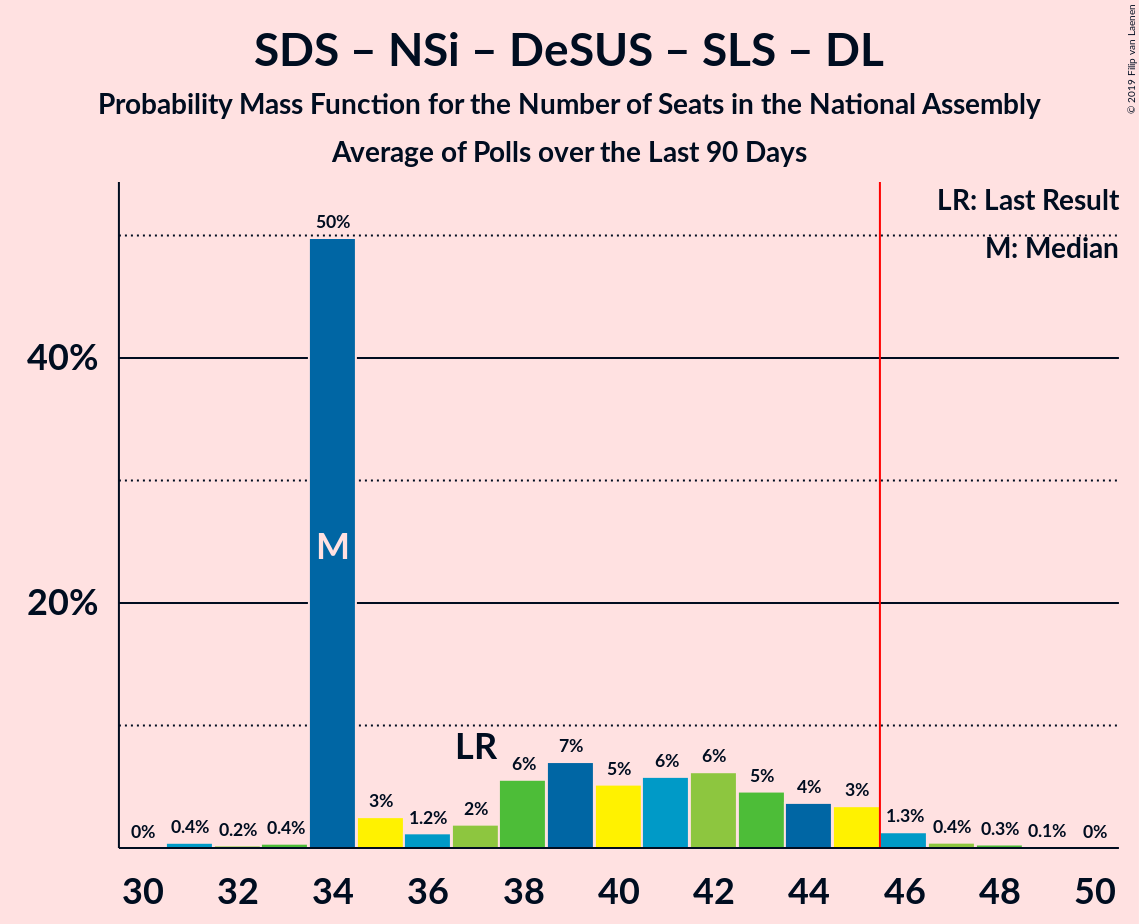 SDS – NSi – DeSUS – SLS – DL
Probability Mass Function for the Number of Seats in the National Assembly
Average of Polls over the Last 90 Days
© 2019 Filip van Laenen
LR: Last Result
M: Median
40%
20%
0%
0.4%
0.2%
0.4%
50%
M
3%
1.2%
LR
2%
6%
7%
5%
6%
6%
5%
4%
3%
1.3%
0.4%
0.3%
0.1%
0%
30 32 34 36 38 40 42 44 46 48 50